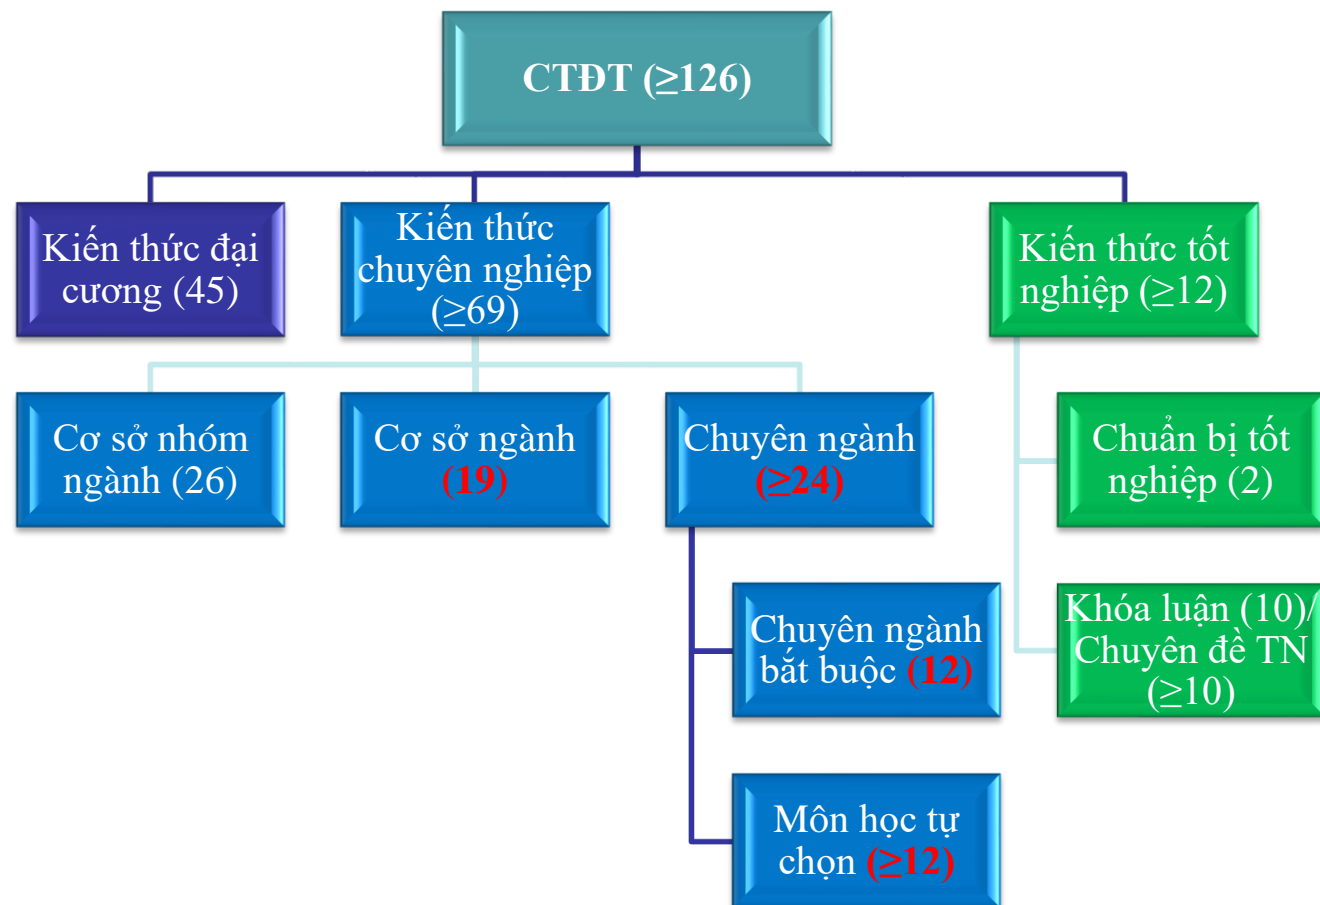 CTĐT (≥126)
Kiến thức đại
cương (45)
Kiến thức
chuyên nghiệp
(≥69)
Kiến thức tốt
nghiệp (≥12)
Cơ sở nhóm
ngành (26)
Cơ sở ngành
(19)
Chuyên ngành
(≥24)
Chuẩn bị tốt
nghiệp (2)
Chuyên ngành
bắt buộc (12)
Khóa luận (10)/
Chuyên đề TN
(≥10)
Môn học tự
chọn (≥12)